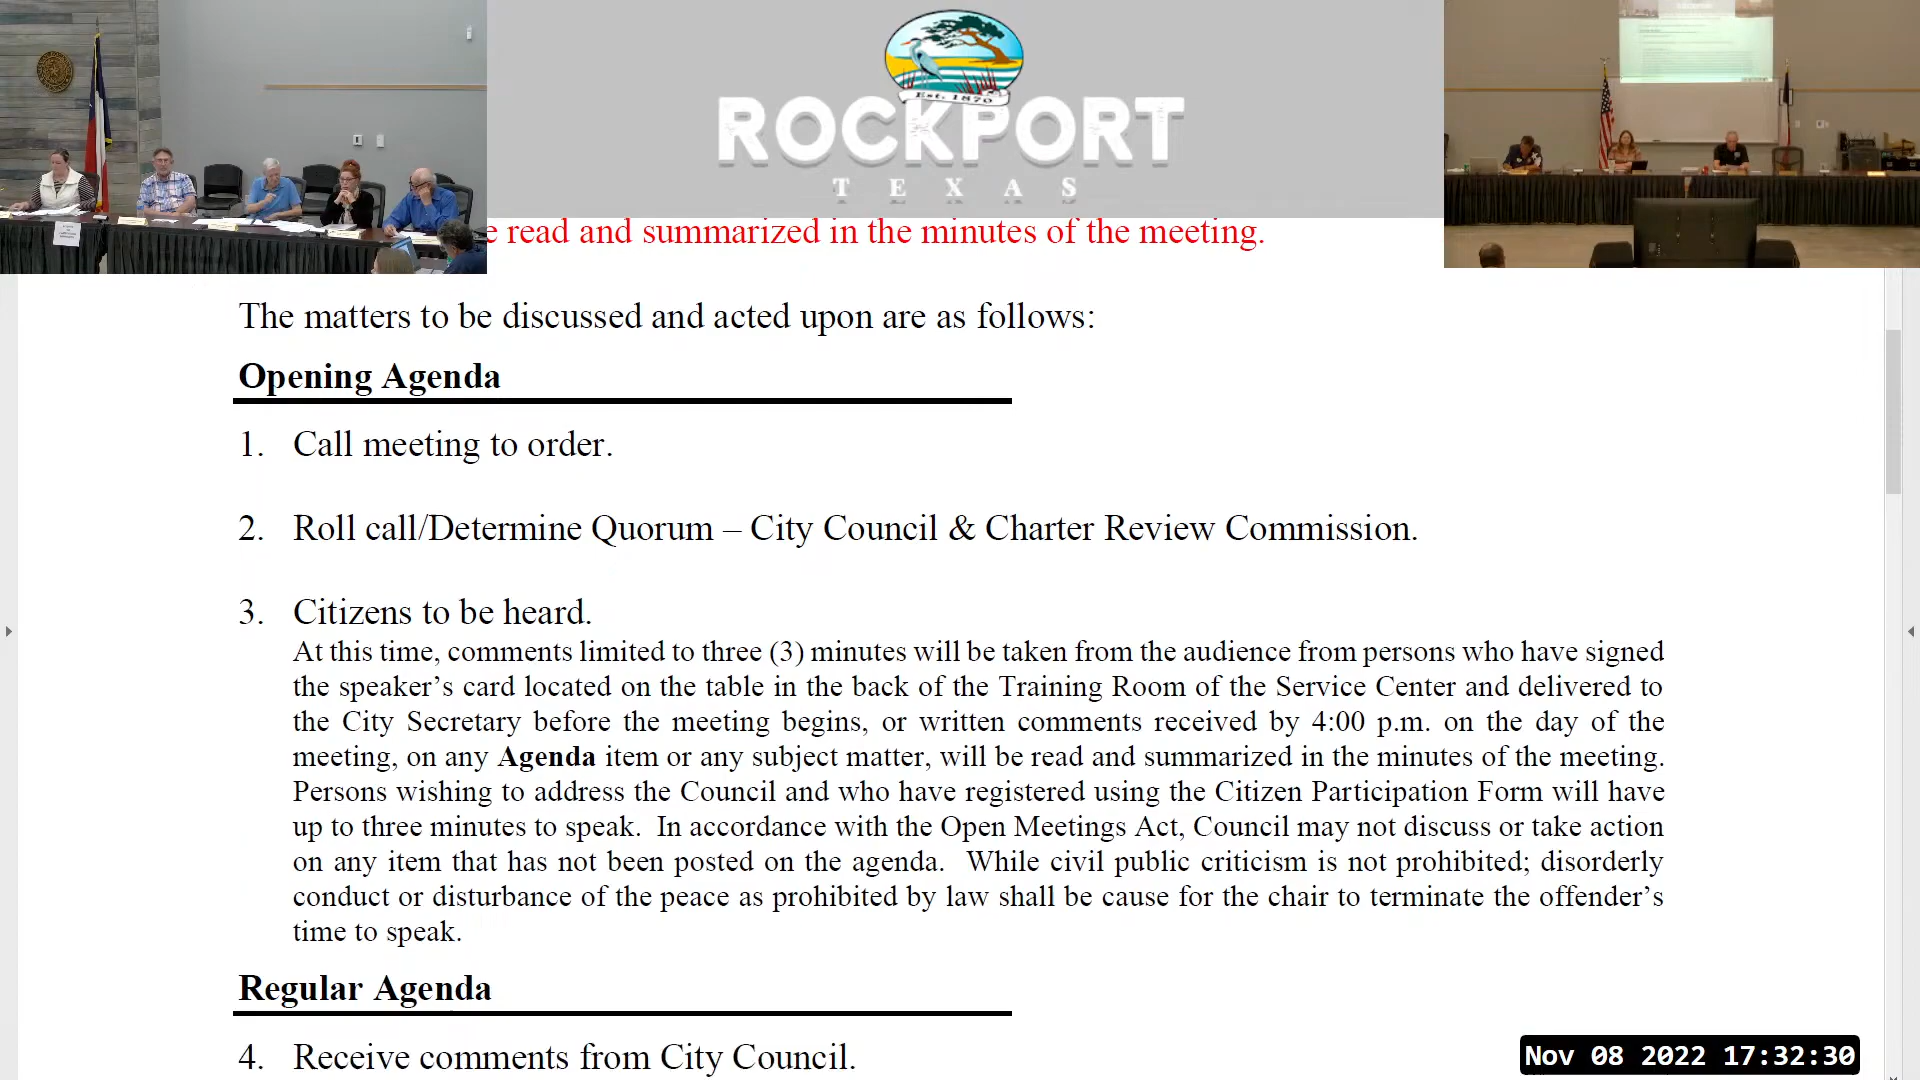 Est. 1870
ROCKPORT
TEXAS
e read and summarized in the minutes of the meeting.
The matters to be discussed and acted upon are as follows:
Opening Agenda
1. Call meeting to order.
2. Roll call/Determine Quorum – City Council & Charter Review Commission.
3. Citizens to be heard.
At this time, comments limited to three (3) minutes will be taken from the audience from persons who have signed
the speaker’s card located on the table in the back of the Training Room of the Service Center and delivered to
the City Secretary before the meeting begins, or written comments received by 4:00 p.m. on the day of the
meeting, on any Agenda item or any subject matter, will be read and summarized in the minutes of the meeting.
Persons wishing to address the Council and who have registered using the Citizen Participation Form will have
up to three minutes to speak. In accordance with the Open Meetings Act, Council may not discuss or take action
on any item that has not been posted on the agenda. While civil public criticism is not prohibited; disorderly
conduct or disturbance of the peace as prohibited by law shall be cause for the chair to terminate the offender’s
time to speak.
Regular Agenda
4. Receive comments from City Council.
Nov 08 2022 17:32:30